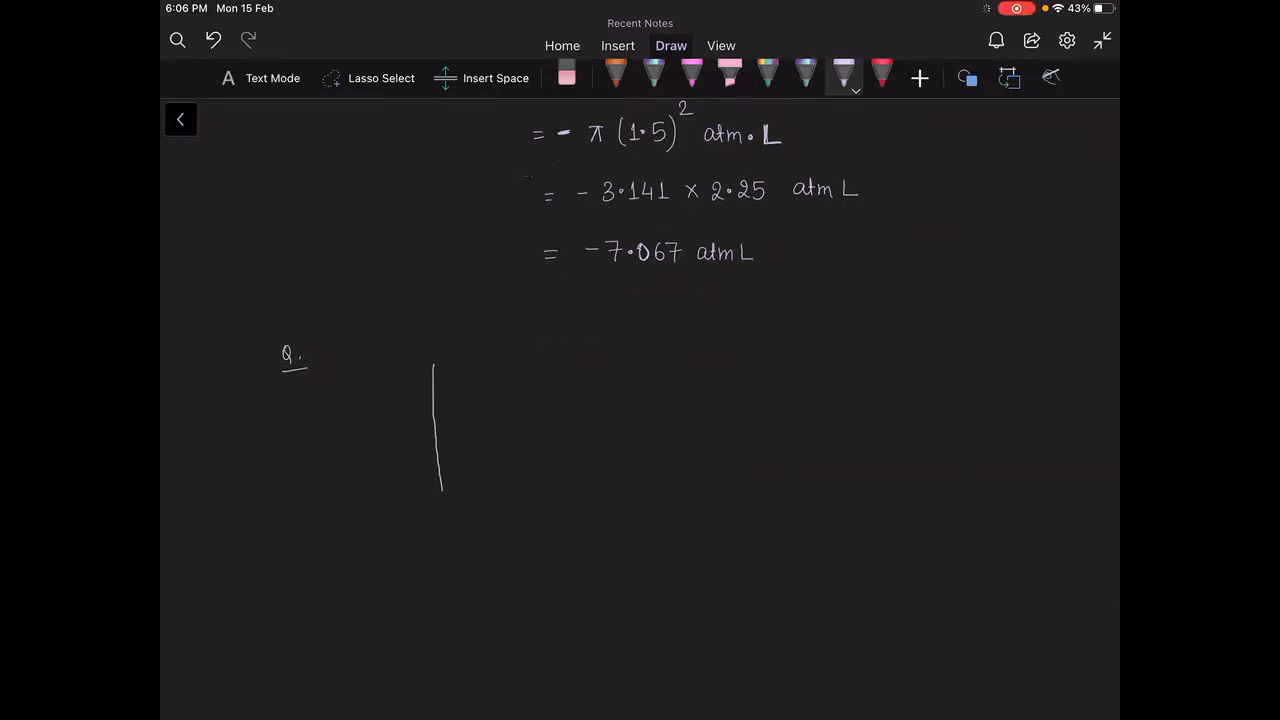 6:06 PM Mon 15 Feb
43%
Recent Notes
Home Insert Draw View
A Text Mode Lasso Select Insert Space
= - π (1·5)² atm·L
= - 3·141 × 2·25 atm L
= -7·067 atm L
Q.